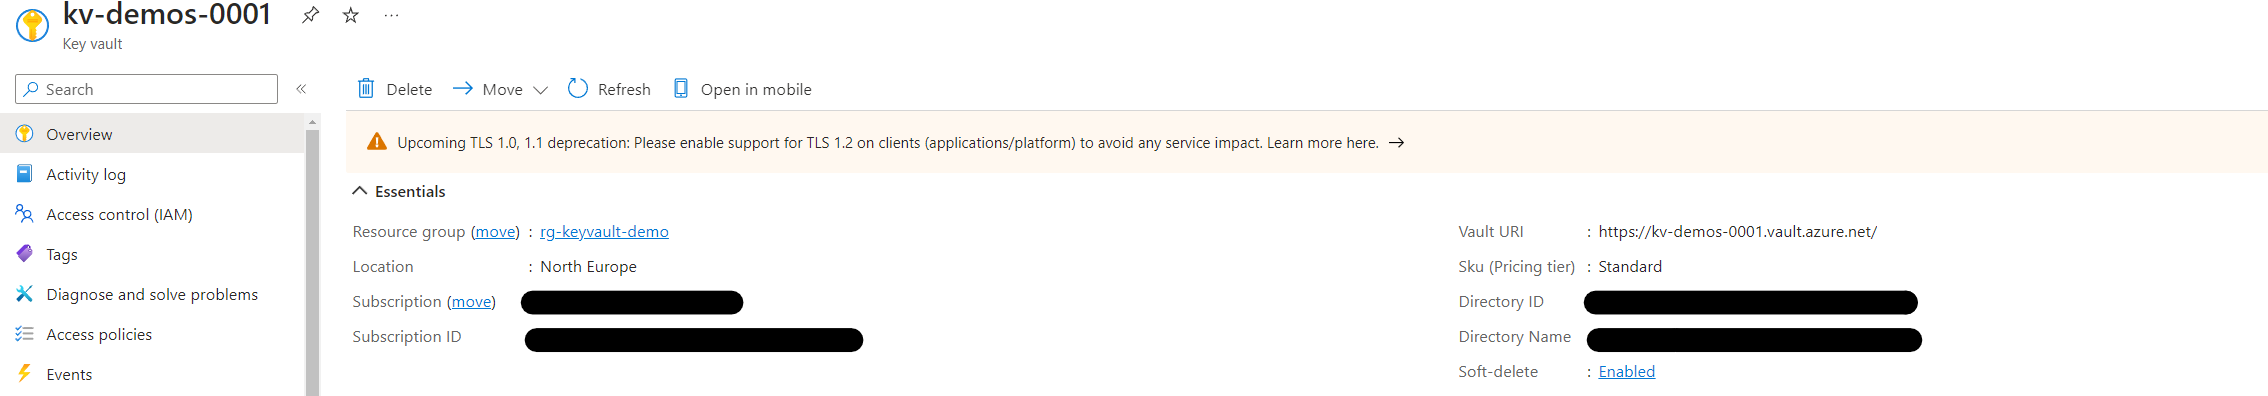 kv-demos-0001
Key vault
Search
Overview
Activity log
Access control (IAM)
Tags
Diagnose and solve problems
Access policies
Events
Delete Move Refresh Open in mobile
Upcoming TLS 1.0, 1.1 deprecation: Please enable support for TLS 1.2 on clients (applications/platform) to avoid any service impact. Learn more here.
Essentials
Resource group (move) : rg-keyvault-demo
Location : North Europe
Subscription (move)
Subscription ID
Vault URI : https://kv-demos-0001.vault.azure.net/
Sku (Pricing tier) : Standard
Directory ID
Directory Name
Soft-delete : Enabled